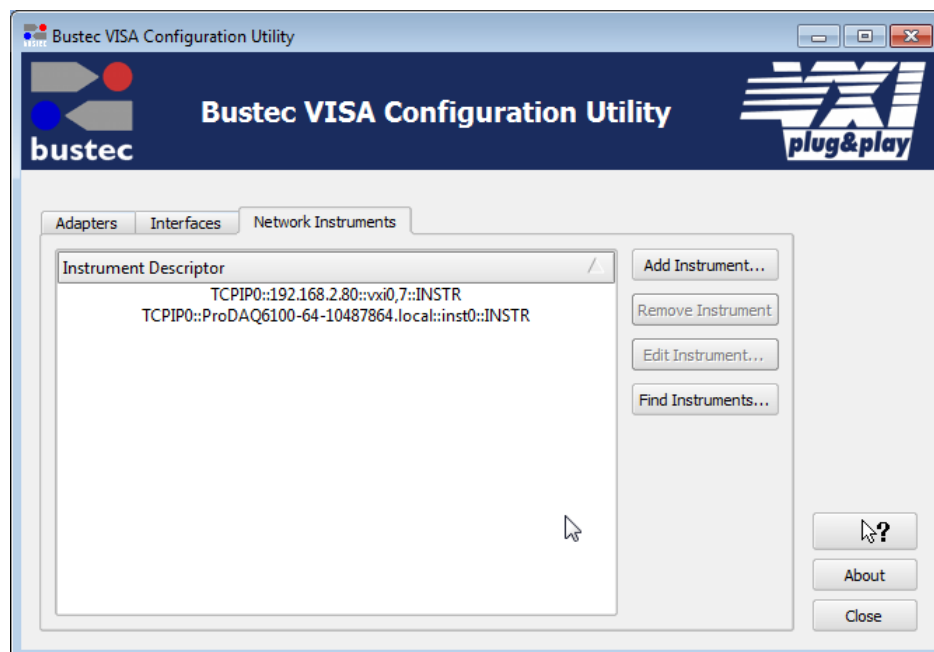 Bustec VISA Configuration Utility
Bustec VISA Configuration Utility
bustec
VXI
plug&play
Adapters Interfaces Network Instruments
Instrument Descriptor
TCPIP0::192.168.2.80::vxi0,7::INSTR
TCPIP0::ProDAQ6100-64-10487864.local::inst0::INSTR
Add Instrument...
Remove Instrument
Edit Instrument...
Find Instruments...
?
About
Close